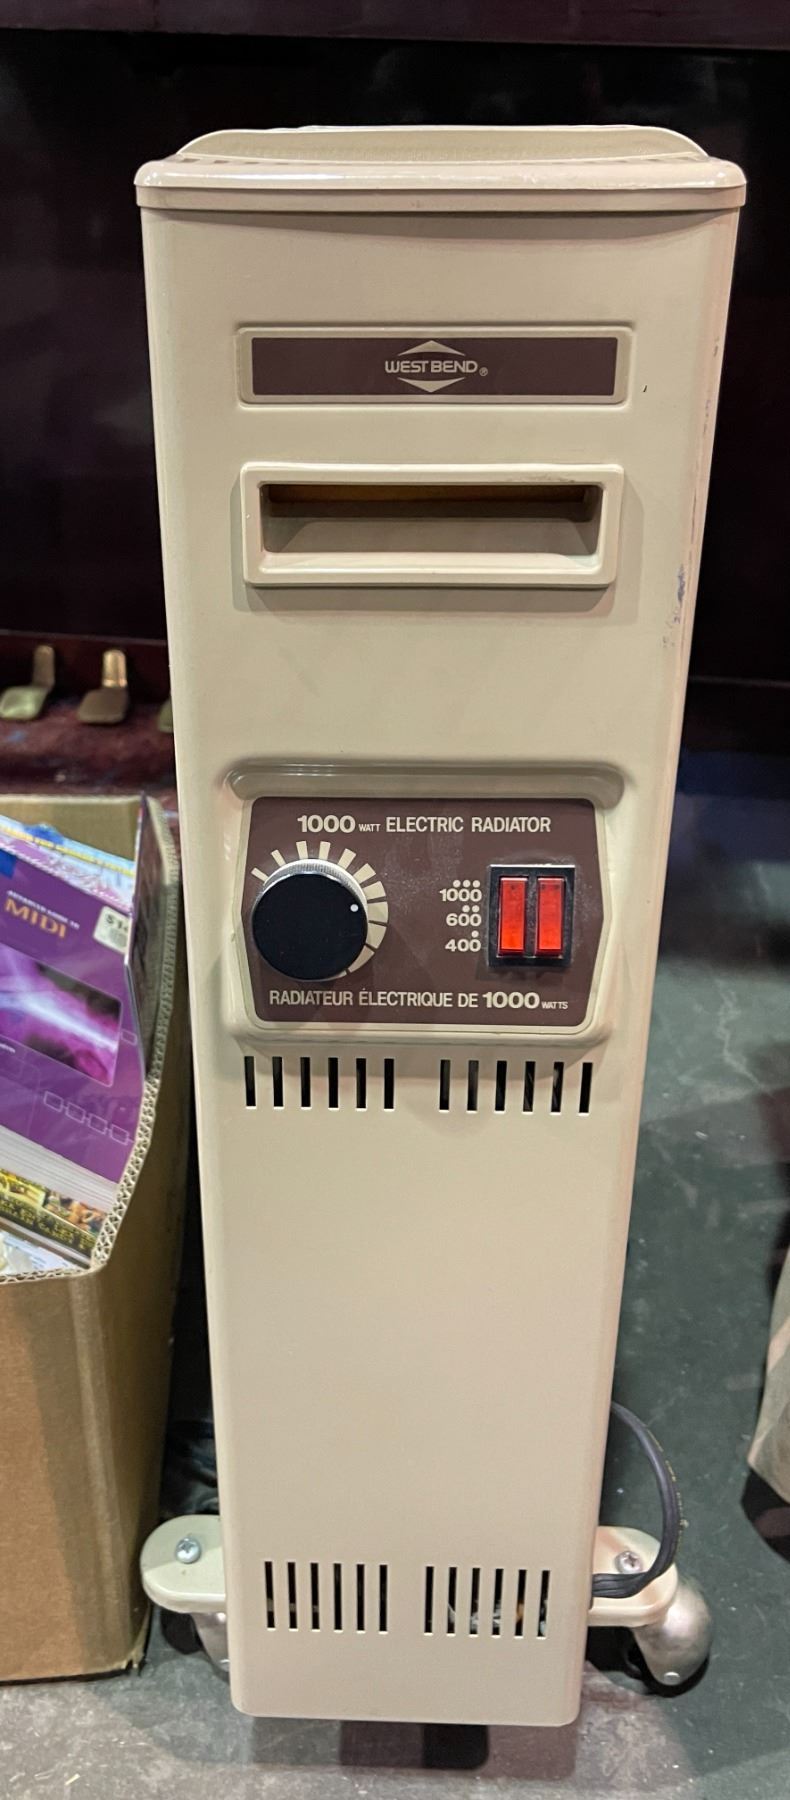 WEST BEND®
1000 WATT ELECTRIC RADIATOR
1000
600
400
RADIATEUR ÉLECTRIQUE DE 1000 WATTS
MIDI